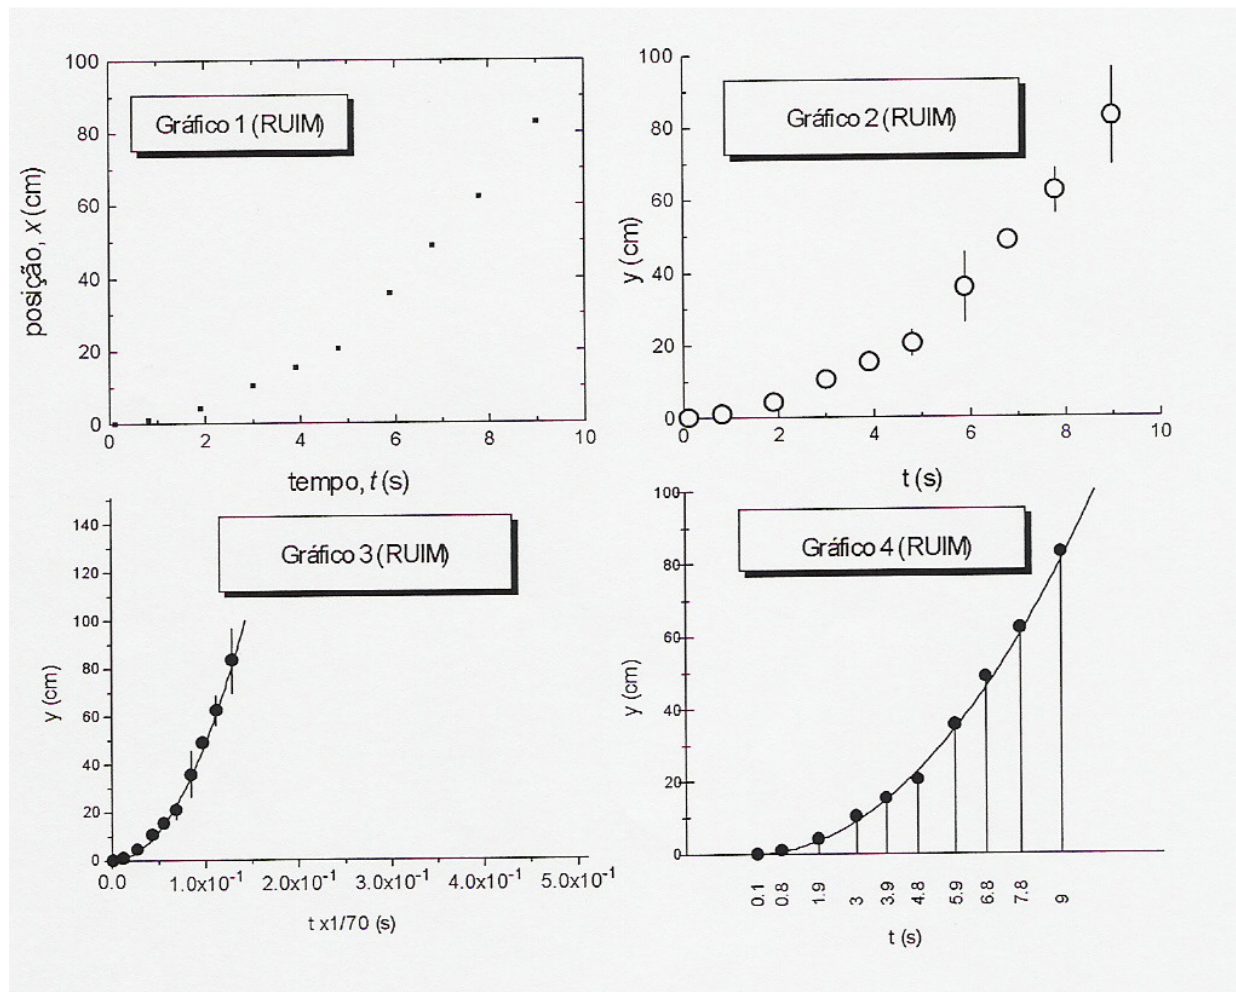 100
80
60
40
20
0
posição, x (cm)
Gráfico 1 (RUIM)
0
2
4
6
8
10
tempo, t (s)
100
80
60
40
20
0
y (cm)
Gráfico 2 (RUIM)
0
2
4
6
8
10
t (s)
140
120
100
80
60
40
20
0
y (cm)
Gráfico 3 (RUIM)
0.0
1.0x10⁻¹
2.0x10⁻¹
3.0x10⁻¹
4.0x10⁻¹
5.0x10⁻¹
t x1/70 (s)
100
80
60
40
20
0
y (cm)
Gráfico 4 (RUIM)
0.1
0.8
1.9
3
3.9
4.8
5.9
6.8
7.8
9
t (s)